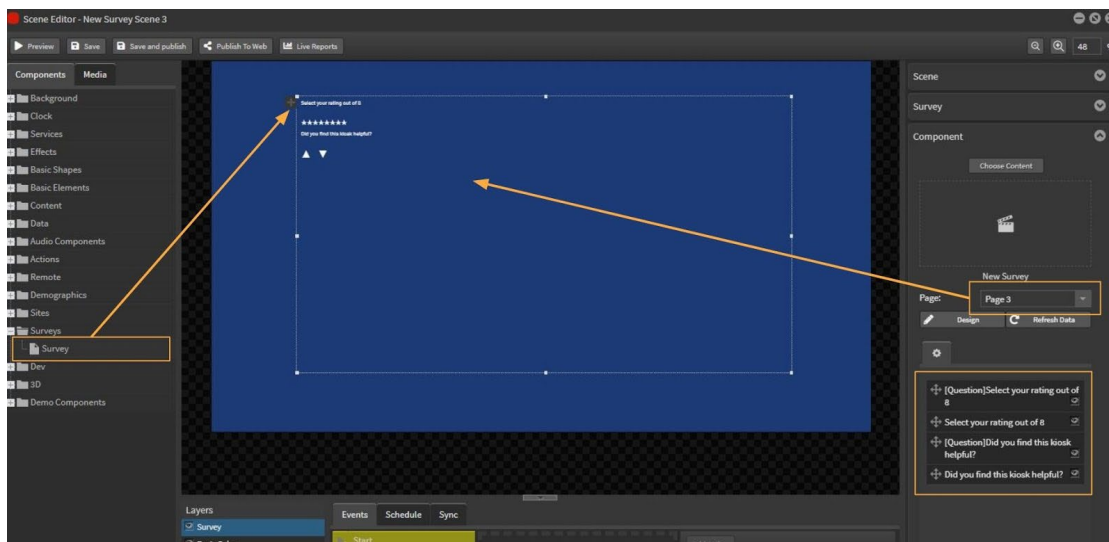 Scene Editor - New Survey Scene 3
Preview Save Save and publish Publish To Web Live Reports
48
Components Media
Background
Clock
Services
Effects
Basic Shapes
Basic Elements
Content
Data
Audio Components
Actions
Remote
Demographics
Sites
Surveys
Survey
Dev
3D
Demo Components
Select your rating out of 8
Did you find this kiosk helpful?
Scene
Survey
Component
Choose Content
New Survey
Page: Page 3
Design Refresh Data
[Question]Select your rating out of
8
Select your rating out of 8
[Question]Did you find this kiosk
helpful?
Did you find this kiosk helpful?
Layers
Survey
Events Schedule Sync
Start